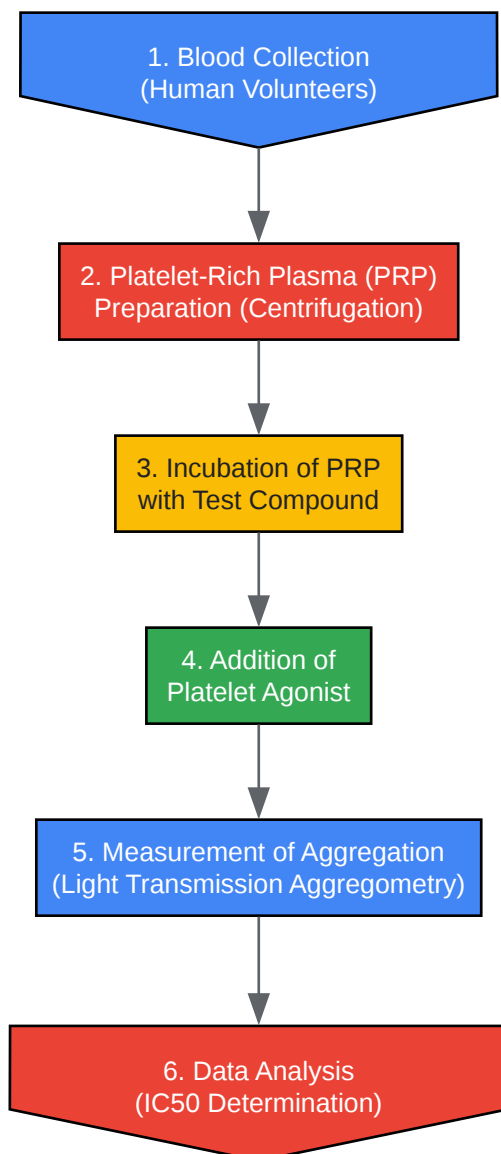 1. Blood Collection
(Human Volunteers)
2. Platelet-Rich Plasma (PRP)
Preparation (Centrifugation)
3. Incubation of PRP
with Test Compound
4. Addition of
Platelet Agonist
5. Measurement of Aggregation
(Light Transmission Aggregometry)
6. Data Analysis
(IC50 Determination)